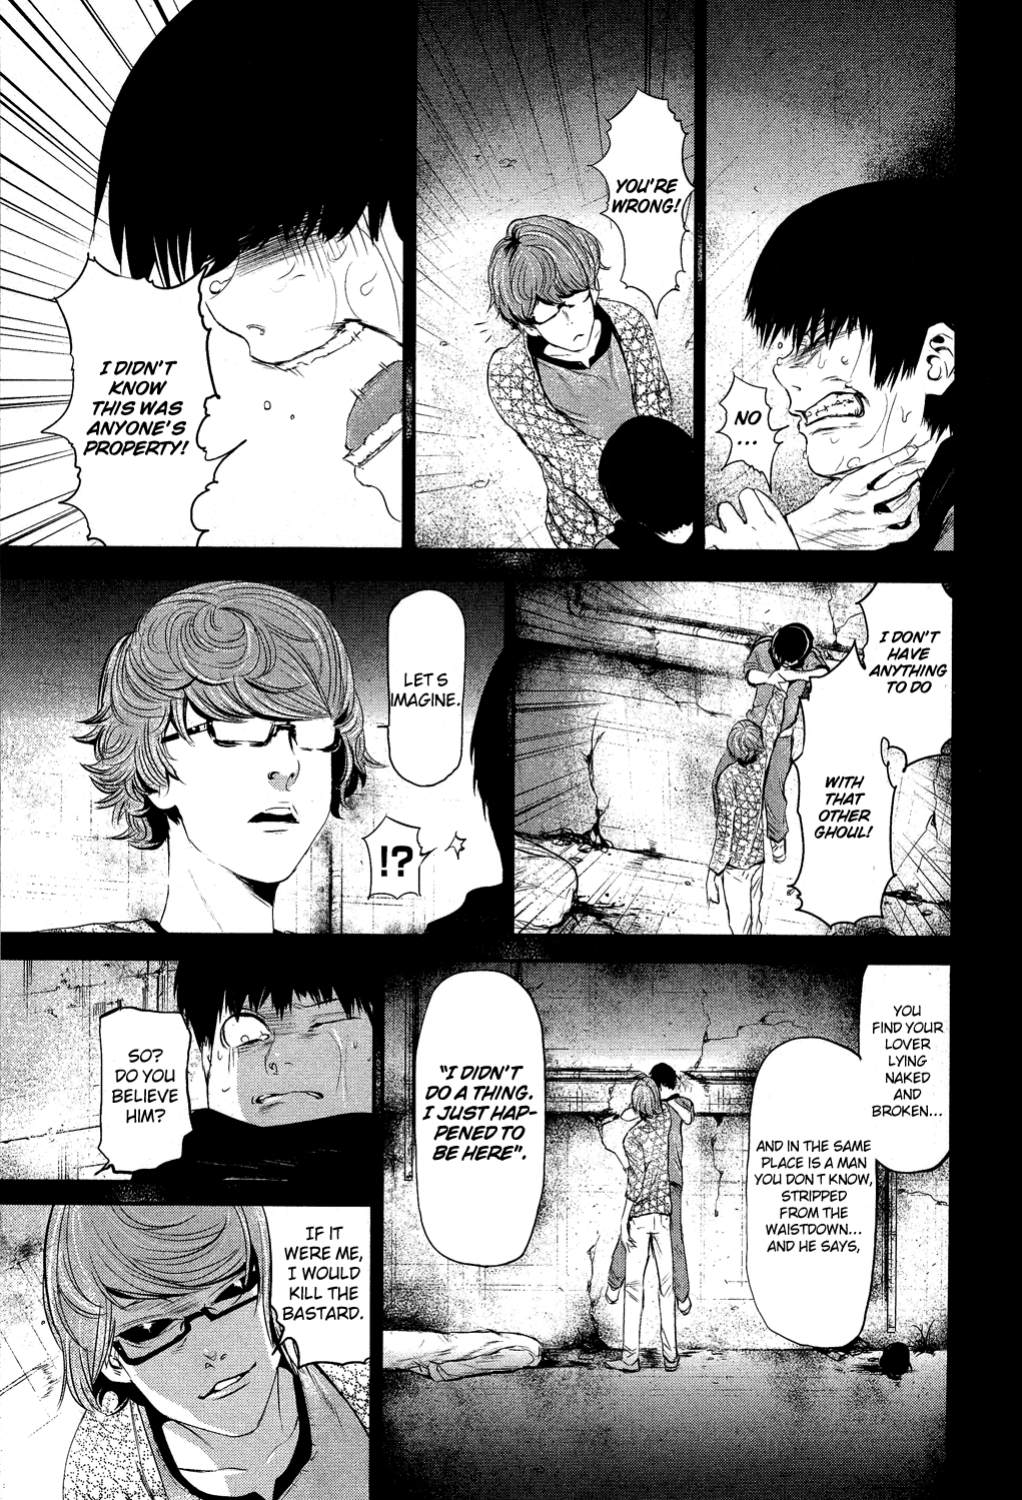 NO
...
YOU'RE
WRONG!
I DIDN'T
KNOW
THIS WAS
ANYONE'S
PROPERTY!
I DON'T
HAVE
ANYTHING
TO DO
WITH
THAT
OTHER
GHOUL!
LET S
IMAGINE.
!?
YOU
FIND YOUR
LOVER
LYING
NAKED
AND
BROKEN...
AND IN THE SAME
PLACE IS A MAN
YOU DON T KNOW,
STRIPPED
FROM THE
WAISTDOWN...
AND HE SAYS,
"I DIDN'T
DO A THING.
I JUST HAP-
PENED TO
BE HERE".
SO?
DO YOU
BELIEVE
HIM?
IF IT
WERE ME,
I WOULD
KILL THE
BASTARD.